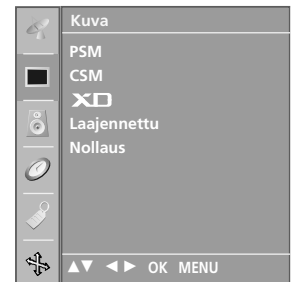 Kuva
PSM
CSM
XD
Laajennettu
Nollaus
▲▼ ◄► OK MENU